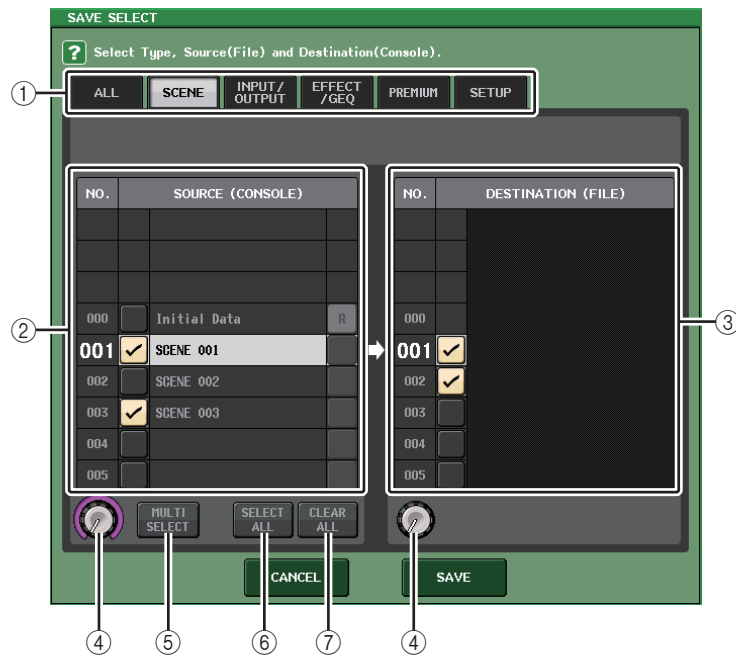 SAVE SELECT
? Select Type, Source(File) and Destination(Console).
① ALL SCENE INPUT/OUTPUT EFFECT/GEQ PREMIUM SETUP
NO. SOURCE (CONSOLE) NO. DESTINATION (FILE)
000 Initial Data R 000
② ③
001 SCENE 001 001
002 SCENE 002 002
003 SCENE 003 003
004 004
005 005
MULTI SELECT SELECT ALL CLEAR ALL
CANCEL SAVE
④ ⑤ ⑥ ⑦ ④